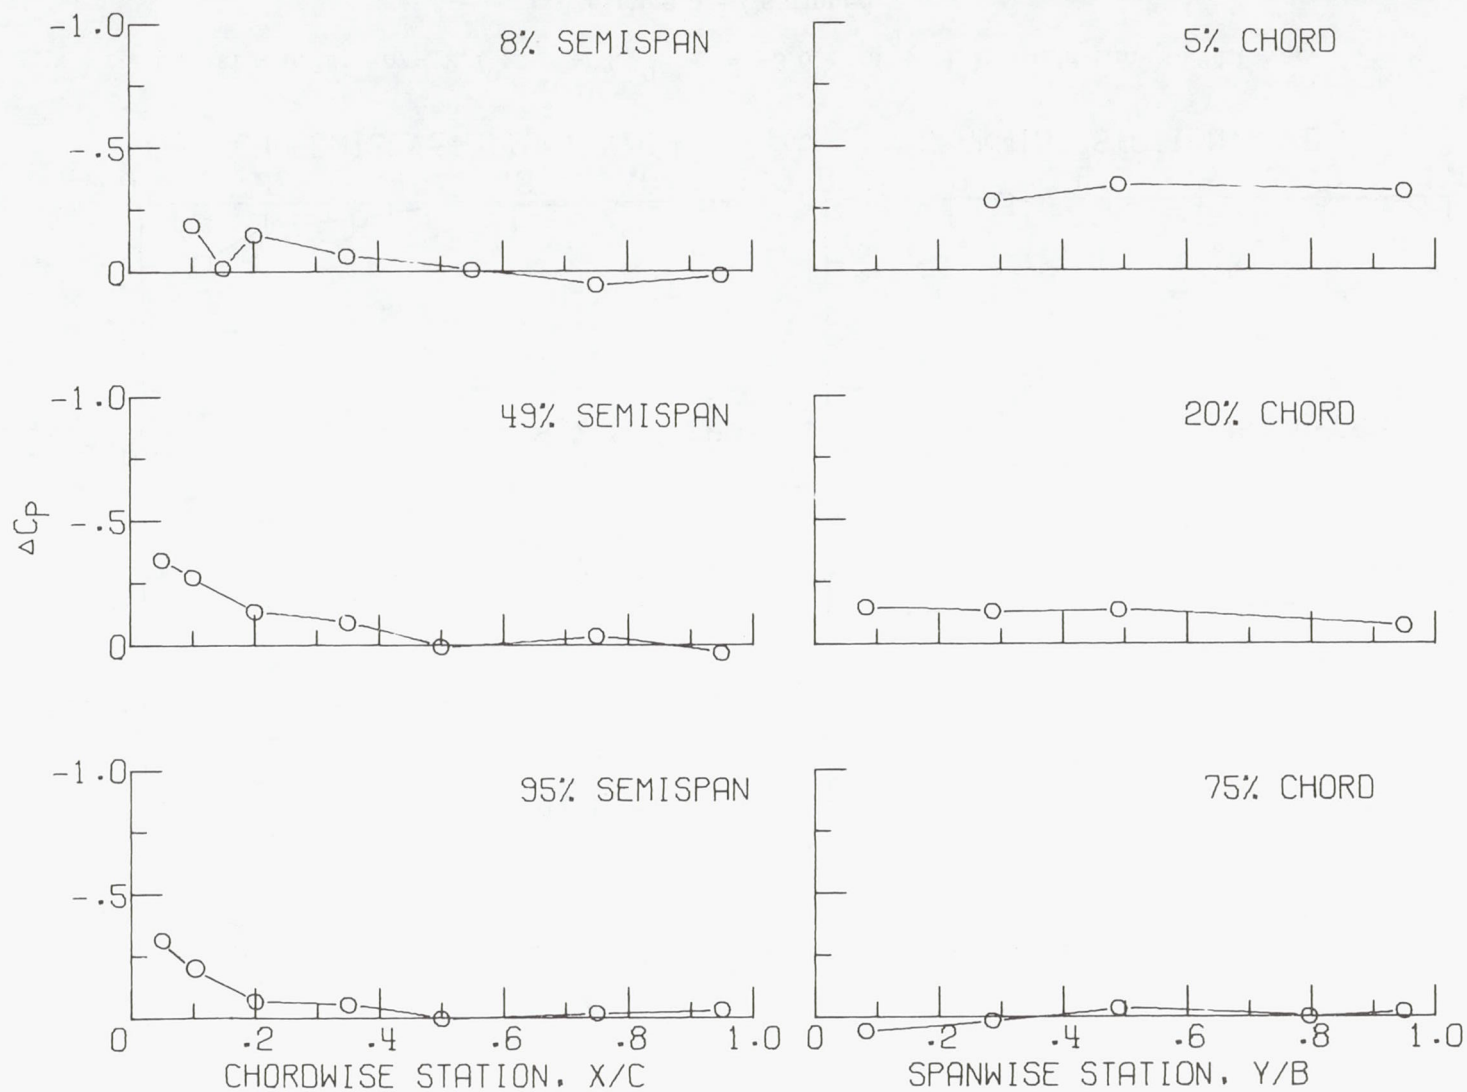 -1.0
8% SEMISPAN
5% CHORD
-.5
0
-1.0
49% SEMISPAN
20% CHORD
ΔCP
-.5
0
-1.0
95% SEMISPAN
75% CHORD
-.5
0 .2 .4 .6 .8 1.0
0 .2 .4 .6 .8 1.0
CHORDWISE STATION, X/C
SPANWISE STATION, Y/B